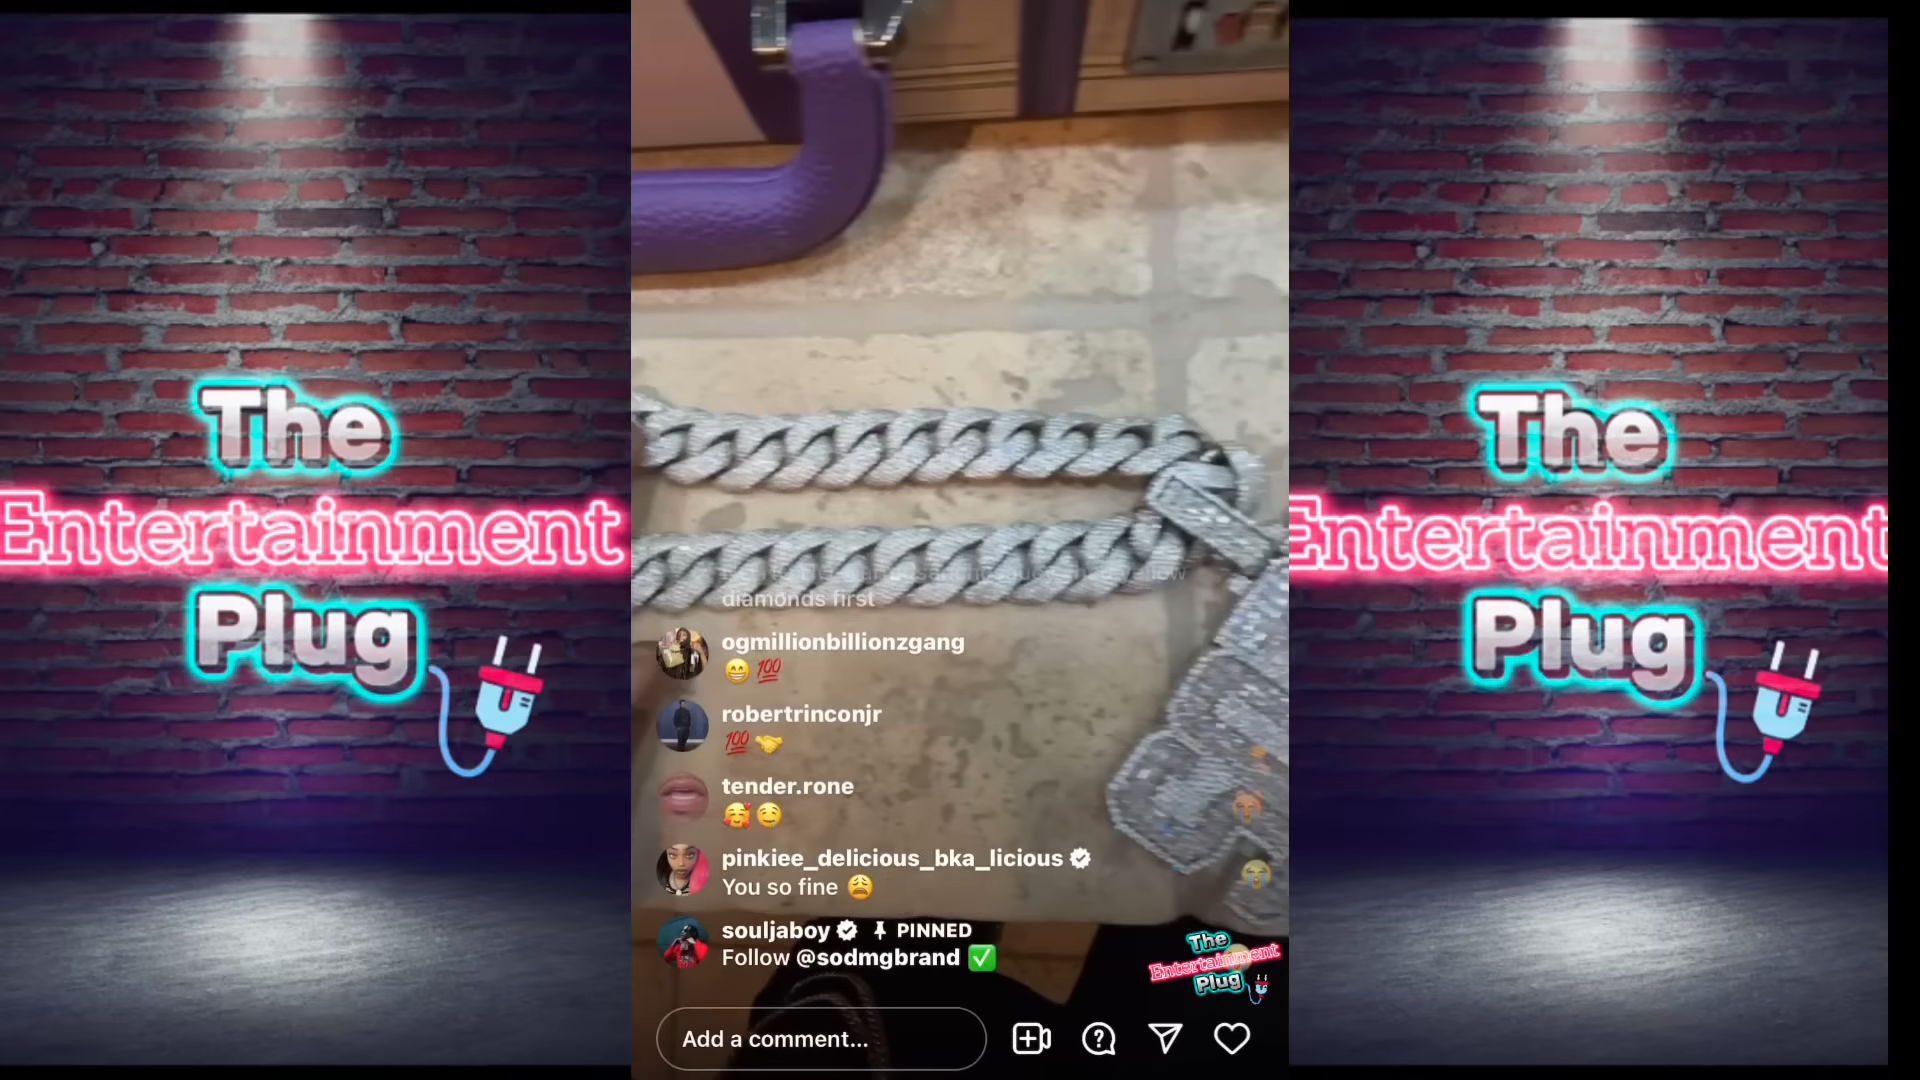 The
Entertainment
Plug
diamonds first
ogmillionbillionzgang
😁 💯
robertrinconjr
💯 🤝
tender.rone
🥰 🤤
pinkiee_delicious_bka_licious
You so fine 😩
souljaboy PINNED
Follow @sodmgbrand ✅
Add a comment...
The
Entertainment
Plug
The
Entertainment
Plug